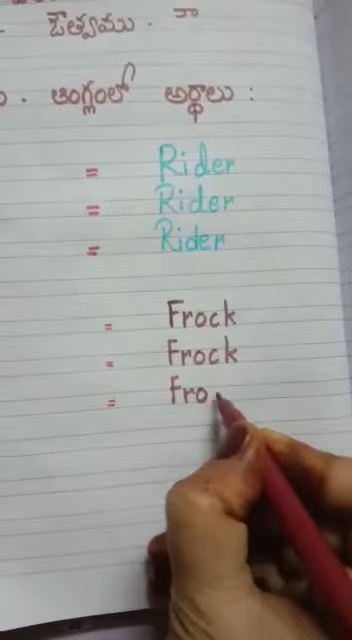 ఔత్వము . ౌ
. ఆంగ్లంలో అర్థాలు :
= Rider
= Rider
= Rider
= Frock
= Frock
= Fro